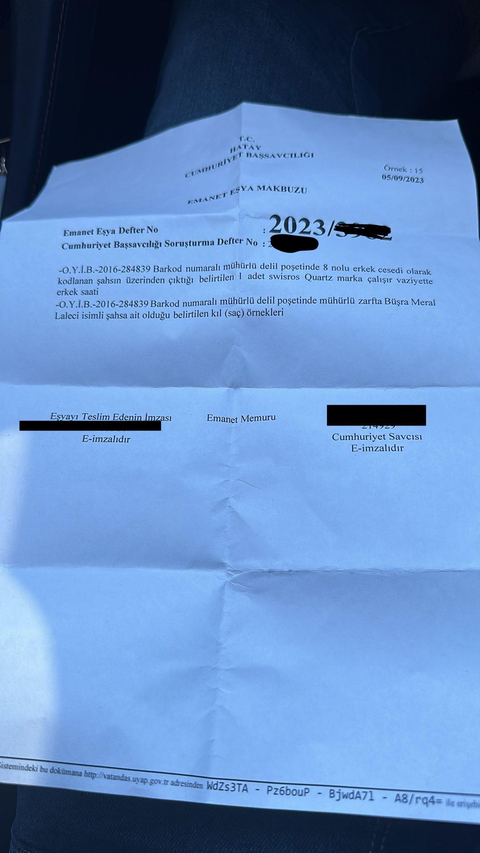 T.C.
HATAY
CUMHURİYET BAŞSAVCILIĞI
Örnek : 15
05/09/2023
EMANET EŞYA MAKBUZU
Emanet Eşya Defter No : 2023/
Cumhuriyet Başsavcılığı Soruşturma Defter No :
-O.Y.İ.B.-2016-284839 Barkod numaralı mühürlü delil poşetinde 8 nolu erkek cesedi olarak
kodlanan şahsın üzerinden çıktığı belirtilen 1 adet swisros Quartz marka çalışır vaziyette
erkek saati
-O.Y.İ.B.-2016-284839 Barkod numaralı mühürlü delil poşetinde mühürlü zarfta Büşra Meral
Laleci isimli şahsa ait olduğu belirtilen kıl (saç) örnekleri
Eşyayı Teslim Edenin İmzası
E-imzalıdır
Emanet Memuru
Cumhuriyet Savcısı
E-imzalıdır
sistemindeki bu dokümana http://vatandas.uyap.gov.tr adresinden WdZs3TA - Pz6bouP - BjwdA7l - A8/rq4= ile